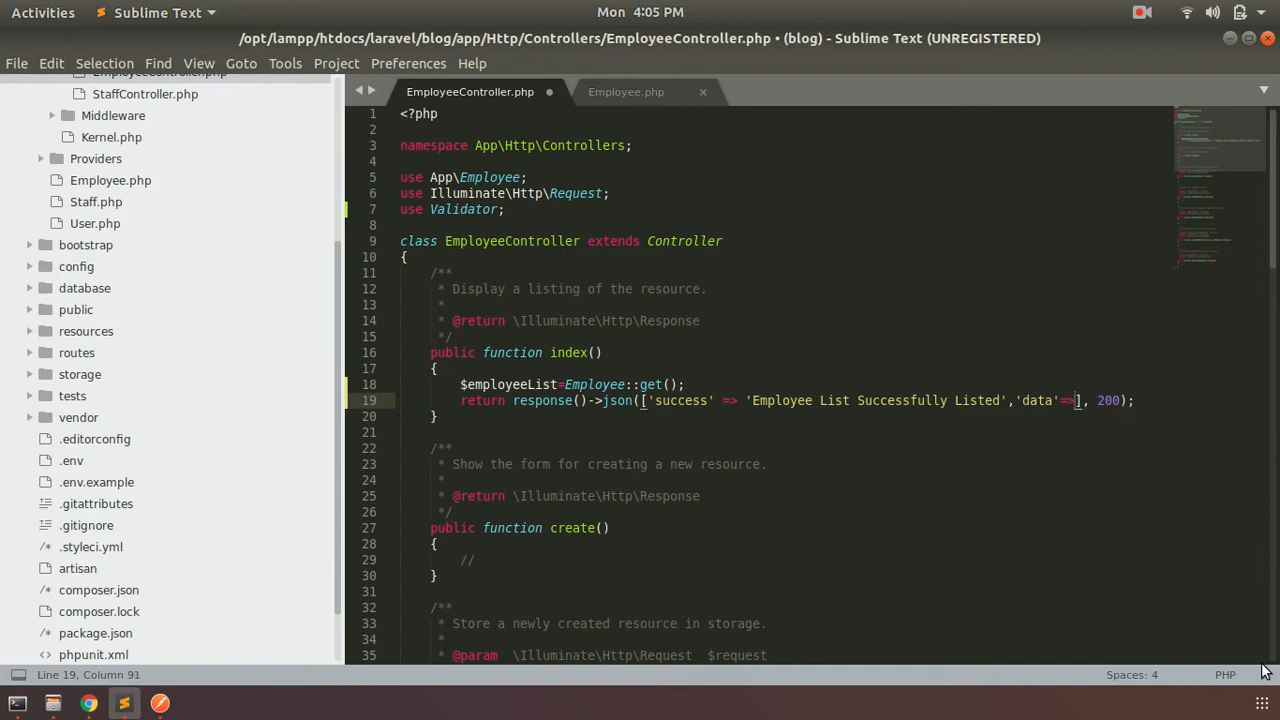 Activities Sublime Text Mon 4:05 PM
/opt/lampp/htdocs/laravel/blog/app/Http/Controllers/EmployeeController.php • (blog) - Sublime Text (UNREGISTERED)
File Edit Selection Find View Goto Tools Project Preferences Help
EmployeeController.php
StaffController.php
Middleware
Kernel.php
Providers
Employee.php
Staff.php
User.php
bootstrap
config
database
public
resources
routes
storage
tests
vendor
.editorconfig
.env
.env.example
.gitattributes
.gitignore
.styleci.yml
artisan
composer.json
composer.lock
package.json
phpunit.xml
EmployeeController.php Employee.php
1 <?php
2
3 namespace App\Http\Controllers;
4
5 use App\Employee;
6 use Illuminate\Http\Request;
7 use Validator;
8
9 class EmployeeController extends Controller
10 {
11 /**
12 * Display a listing of the resource.
13 *
14 * @return \Illuminate\Http\Response
15 */
16 public function index()
17 {
18 $employeeList=Employee::get();
19 return response()->json(['success' => 'Employee List Successfully Listed','data'=>], 200);
20 }
21
22 /**
23 * Show the form for creating a new resource.
24 *
25 * @return \Illuminate\Http\Response
26 */
27 public function create()
28 {
29 //
30 }
31
32 /**
33 * Store a newly created resource in storage.
34 *
35 * @param \Illuminate\Http\Request $request
Line 19, Column 91 Spaces: 4 PHP